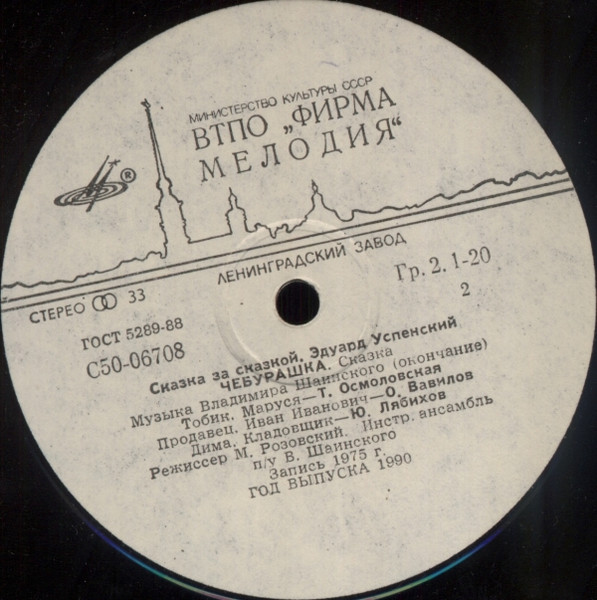 МИНИСТЕРСТВО КУЛЬТУРЫ СССР
ВТПО „ФИРМА
МЕЛОДИЯ“
®
ЛЕНИНГРАДСКИЙ ЗАВОД
СТЕРЕО 33
Гр. 2. 1-20
ГОСТ 5289-88
2
С50-06708
Сказка за сказкой. Эдуард Успенский
ЧЕБУРАШКА. Сказка
Музыка Владимира Шаинского (окончание)
Тобик, Маруся—Т. Осмоловская
Продавец, Иван Иванович—О. Вавилов
Дима, Кладовщик—Ю. Лябихов
Режиссер М. Розовский. Инстр. ансамбль
п/у В. Шаинского
Запись 1975 г.
ГОД ВЫПУСКА 1990